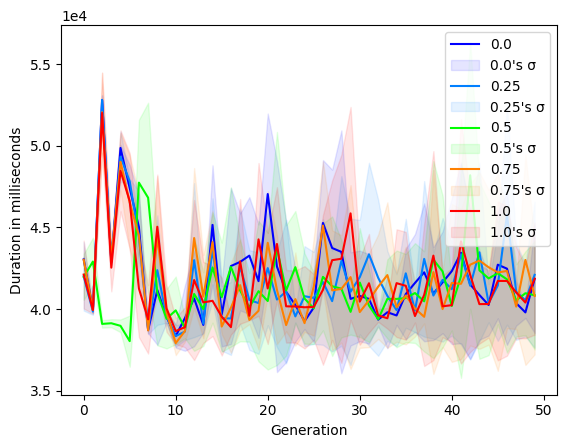 1e4
5.5
5.0
4.5
4.0
3.5
Duration in milliseconds
0
10
20
30
40
50
Generation
0.0
0.0's σ
0.25
0.25's σ
0.5
0.5's σ
0.75
0.75's σ
1.0
1.0's σ